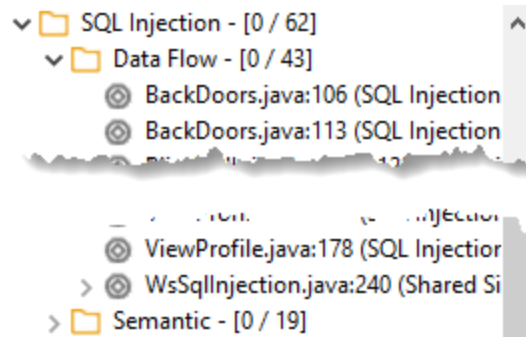 SQL Injection - [0 / 62]
Data Flow - [0 / 43]
BackDoors.java:106 (SQL Injection
BackDoors.java:113 (SQL Injection
ViewProfile.java:178 (SQL Injection
WsSqlInjection.java:240 (Shared Si
Semantic - [0 / 19]